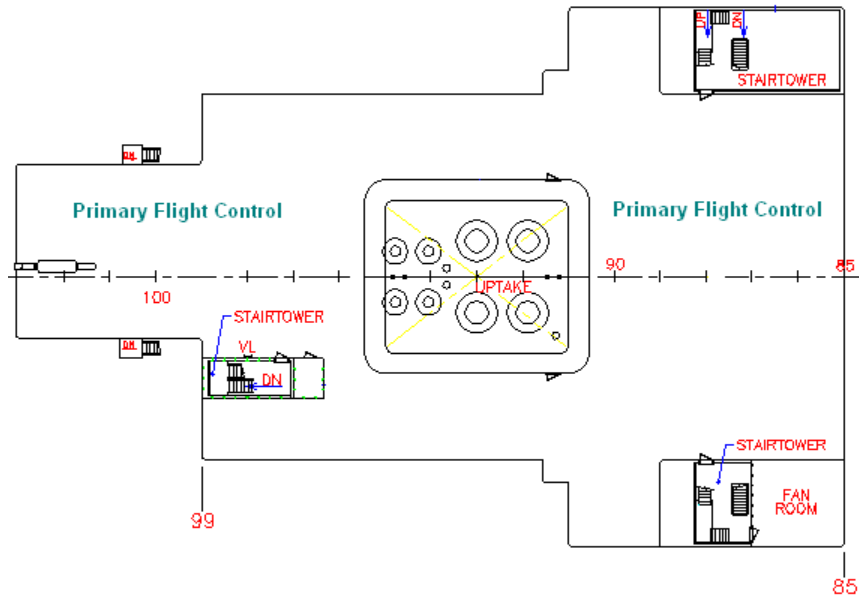 UP
DN
STAIRTOWER
DN
Primary Flight Control
Primary Flight Control
90
85
100
UPTAKE
STAIRTOWER
DN
VL
DN
STAIRTOWER
FAN
ROOM
99
85